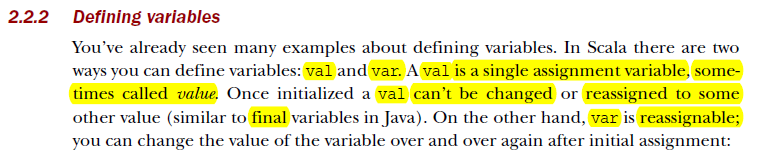 2.2.2 Defining variables
You've already seen many examples about defining variables. In Scala there are two
ways you can define variables: val and var. A val is a single assignment variable, some-
times called value. Once initialized a val can't be changed or reassigned to some
other value (similar to final variables in Java). On the other hand, var is reassignable;
you can change the value of the variable over and over again after initial assignment: